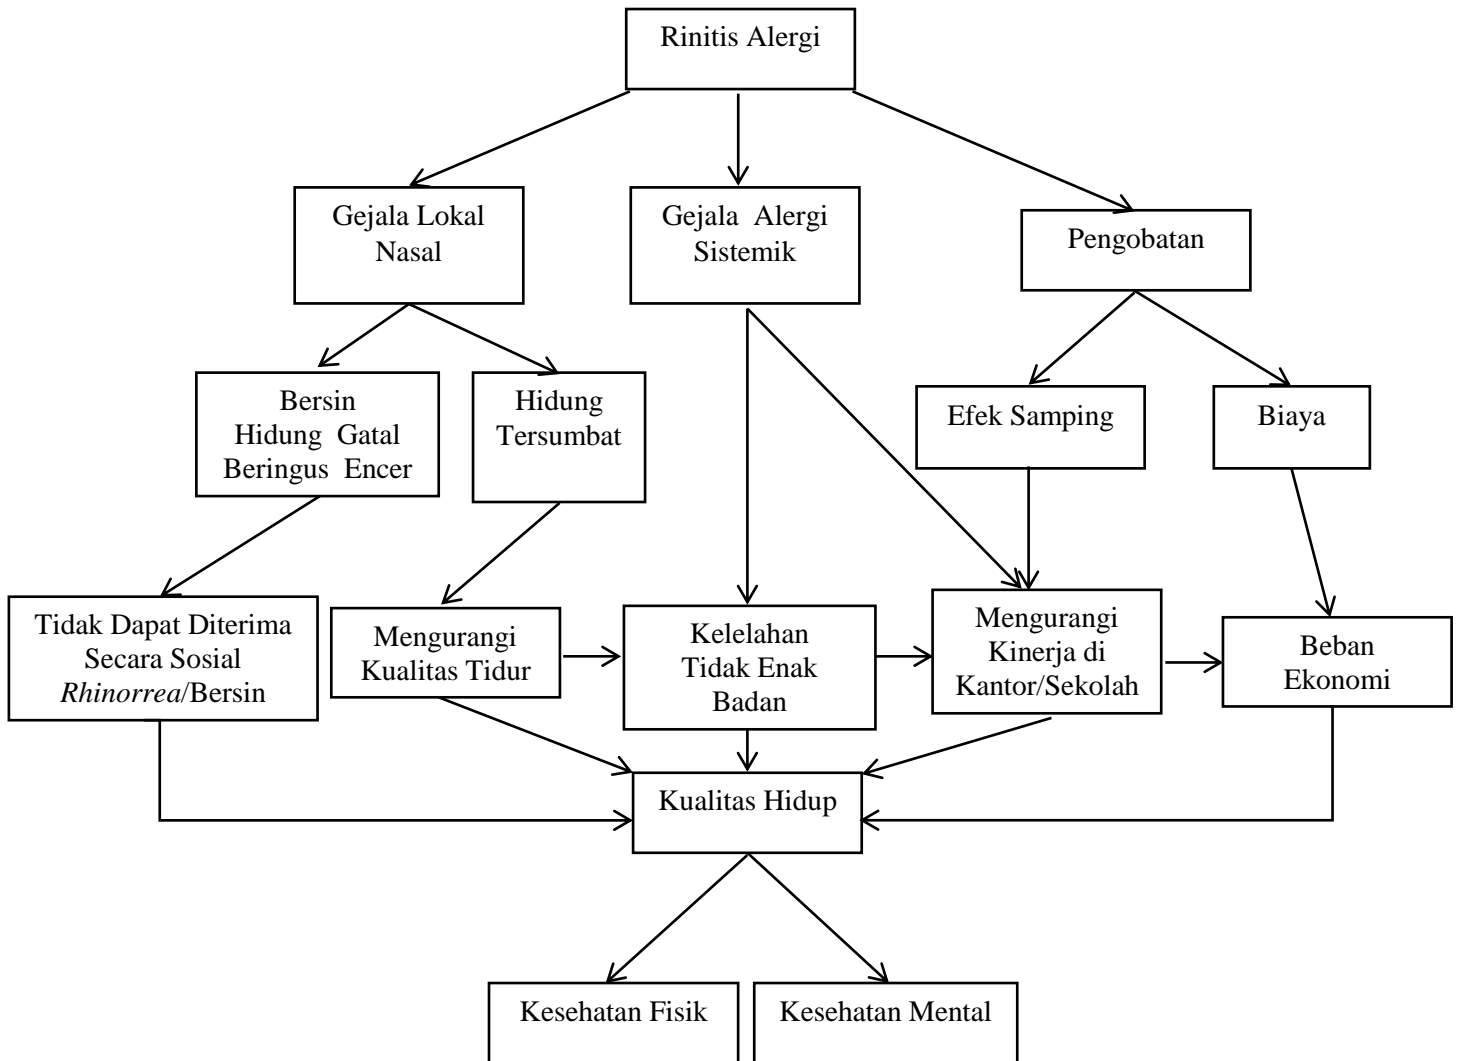 Rinitis Alergi
Gejala Lokal
Nasal
Gejala Alergi
Sistemik
Pengobatan
Bersin
Hidung Gatal
Beringus Encer
Hidung
Tersumbat
Efek Samping
Biaya
Tidak Dapat Diterima
Secara Sosial
Rhinorrea/Bersin
Mengurangi
Kualitas Tidur
Kelelahan
Tidak Enak
Badan
Mengurangi
Kinerja di
Kantor/Sekolah
Beban
Ekonomi
Kualitas Hidup
Kesehatan Fisik
Kesehatan Mental